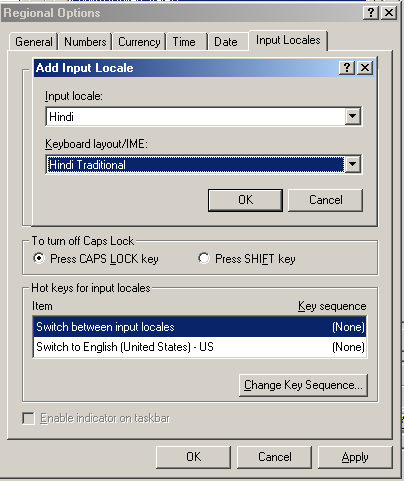 Regional Options
General Numbers Currency Time Date Input Locales
Add Input Locale
Input locale:
Hindi
Keyboard layout/IME:
Hindi Traditional
OK Cancel
To turn off Caps Lock
Press CAPS LOCK key Press SHIFT key
Hot keys for input locales
Item Key sequence
Switch between input locales (None)
Switch to English (United States) - US (None)
Change Key Sequence...
Enable indicator on taskbar
OK Cancel Apply